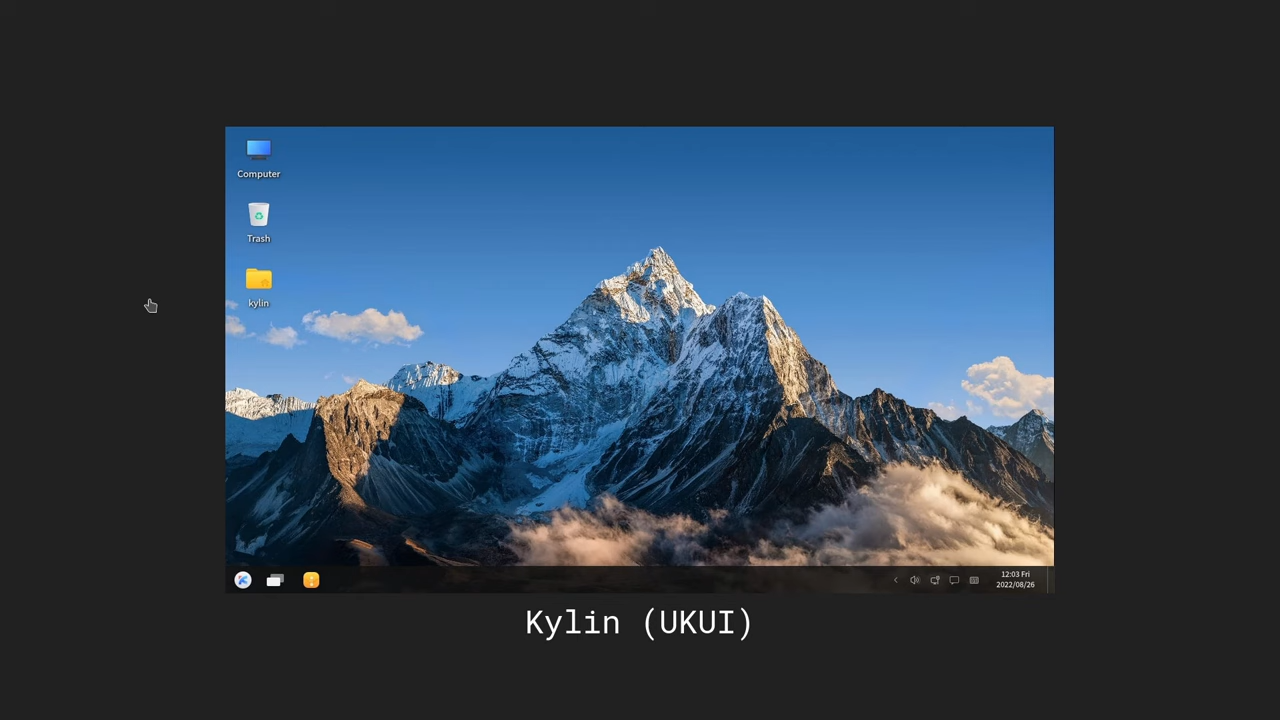 Computer
Trash
kylin
12:03 Fri
2022/08/26
Kylin (UKUI)